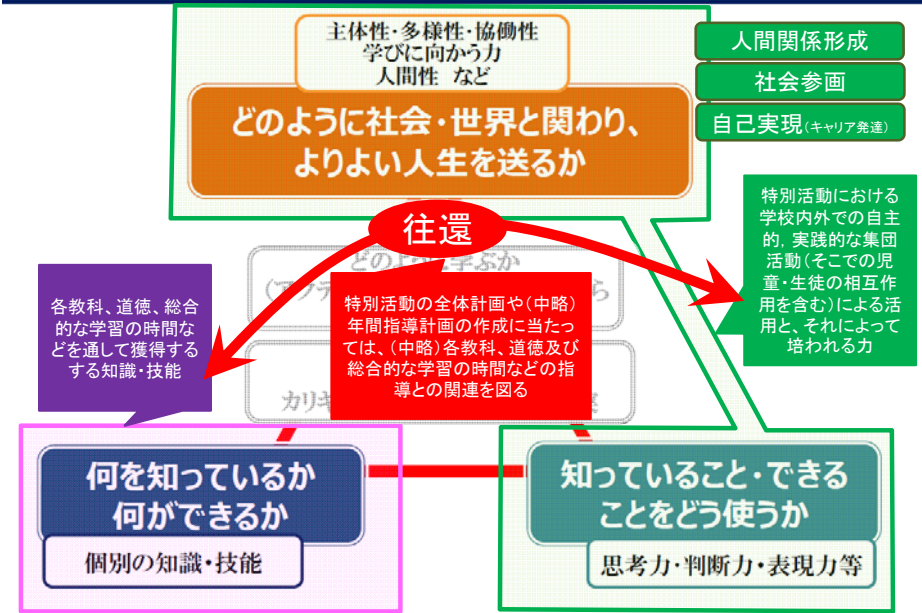 主体性・多様性・協働性
学びに向かう力
人間性 など
どのように社会・世界と関わり、
よりよい人生を送るか
人間関係形成
社会参画
自己実現(キャリア発達)
往還
どのように学ぶか
特別活動における
学校内外での自主
的，実践的な集団
活動(そこでの児
童・生徒の相互作
用を含む)による活
用と、それによって
培われる力
各教科、道徳、総合
的な学習の時間な
どを通して獲得する
する知識・技能
特別活動の全体計画や(中略)
年間指導計画の作成に当たっ
ては、(中略)各教科、道徳及び
総合的な学習の時間などの指
導との関連を図る
何を知っているか
何ができるか
個別の知識・技能
知っていること・できる
ことをどう使うか
思考力・判断力・表現力等